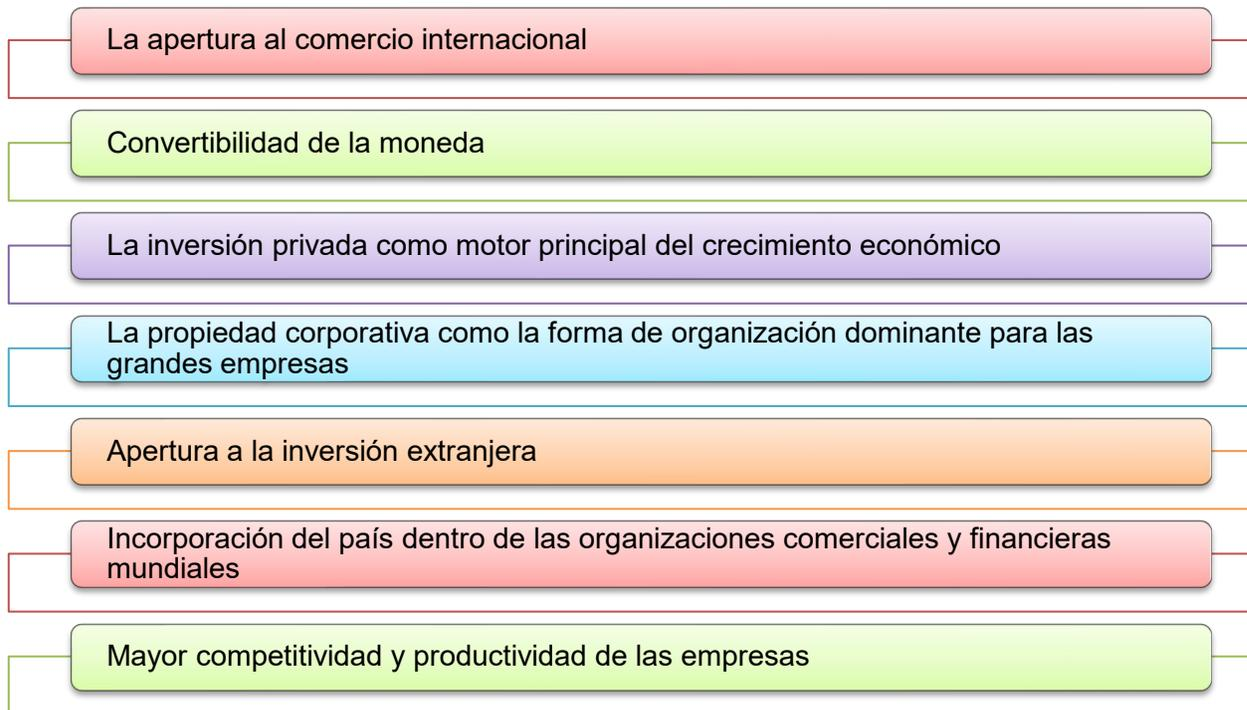 La apertura al comercio internacional
Convertibilidad de la moneda
La inversión privada como motor principal del crecimiento económico
La propiedad corporativa como la forma de organización dominante para las
grandes empresas
Apertura a la inversión extranjera
Incorporación del país dentro de las organizaciones comerciales y financieras
mundiales
Mayor competitividad y productividad de las empresas